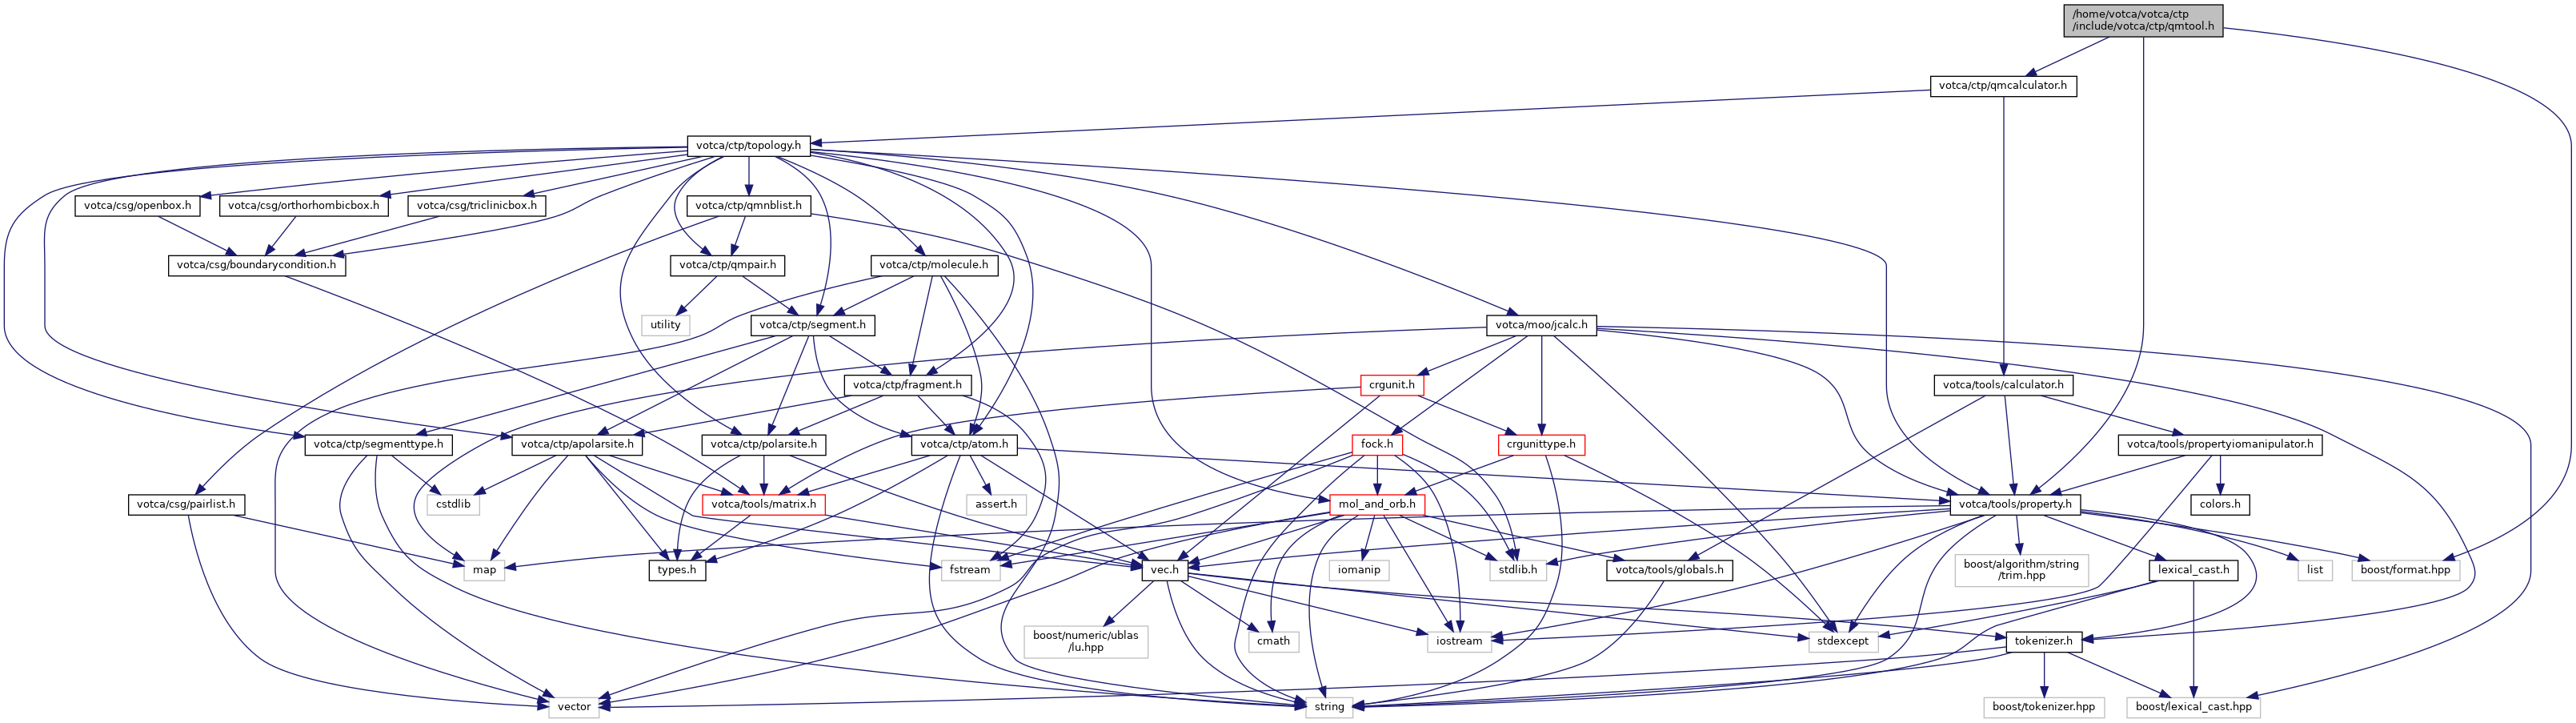 /home/votca/votca/ctp
/include/votca/ctp/qmtool.h
votca/ctp/qmcalculator.h
votca/ctp/topology.h
votca/csg/openbox.h
votca/csg/orthorhombicbox.h
votca/csg/triclinicbox.h
votca/ctp/qmnblist.h
votca/csg/boundarycondition.h
votca/ctp/qmpair.h
votca/ctp/molecule.h
utility
votca/ctp/segment.h
votca/moo/jcalc.h
votca/ctp/fragment.h
crgunit.h
votca/tools/calculator.h
votca/ctp/segmenttype.h
votca/ctp/apolarsite.h
votca/ctp/polarsite.h
votca/ctp/atom.h
fock.h
crgunittype.h
votca/tools/propertyiomanipulator.h
votca/csg/pairlist.h
cstdlib
votca/tools/matrix.h
assert.h
mol_and_orb.h
votca/tools/property.h
colors.h
map
types.h
fstream
vec.h
iomanip
stdlib.h
votca/tools/globals.h
boost/algorithm/string
/trim.hpp
lexical_cast.h
list
boost/format.hpp
boost/numeric/ublas
/lu.hpp
cmath
iostream
stdexcept
tokenizer.h
vector
string
boost/tokenizer.hpp
boost/lexical_cast.hpp